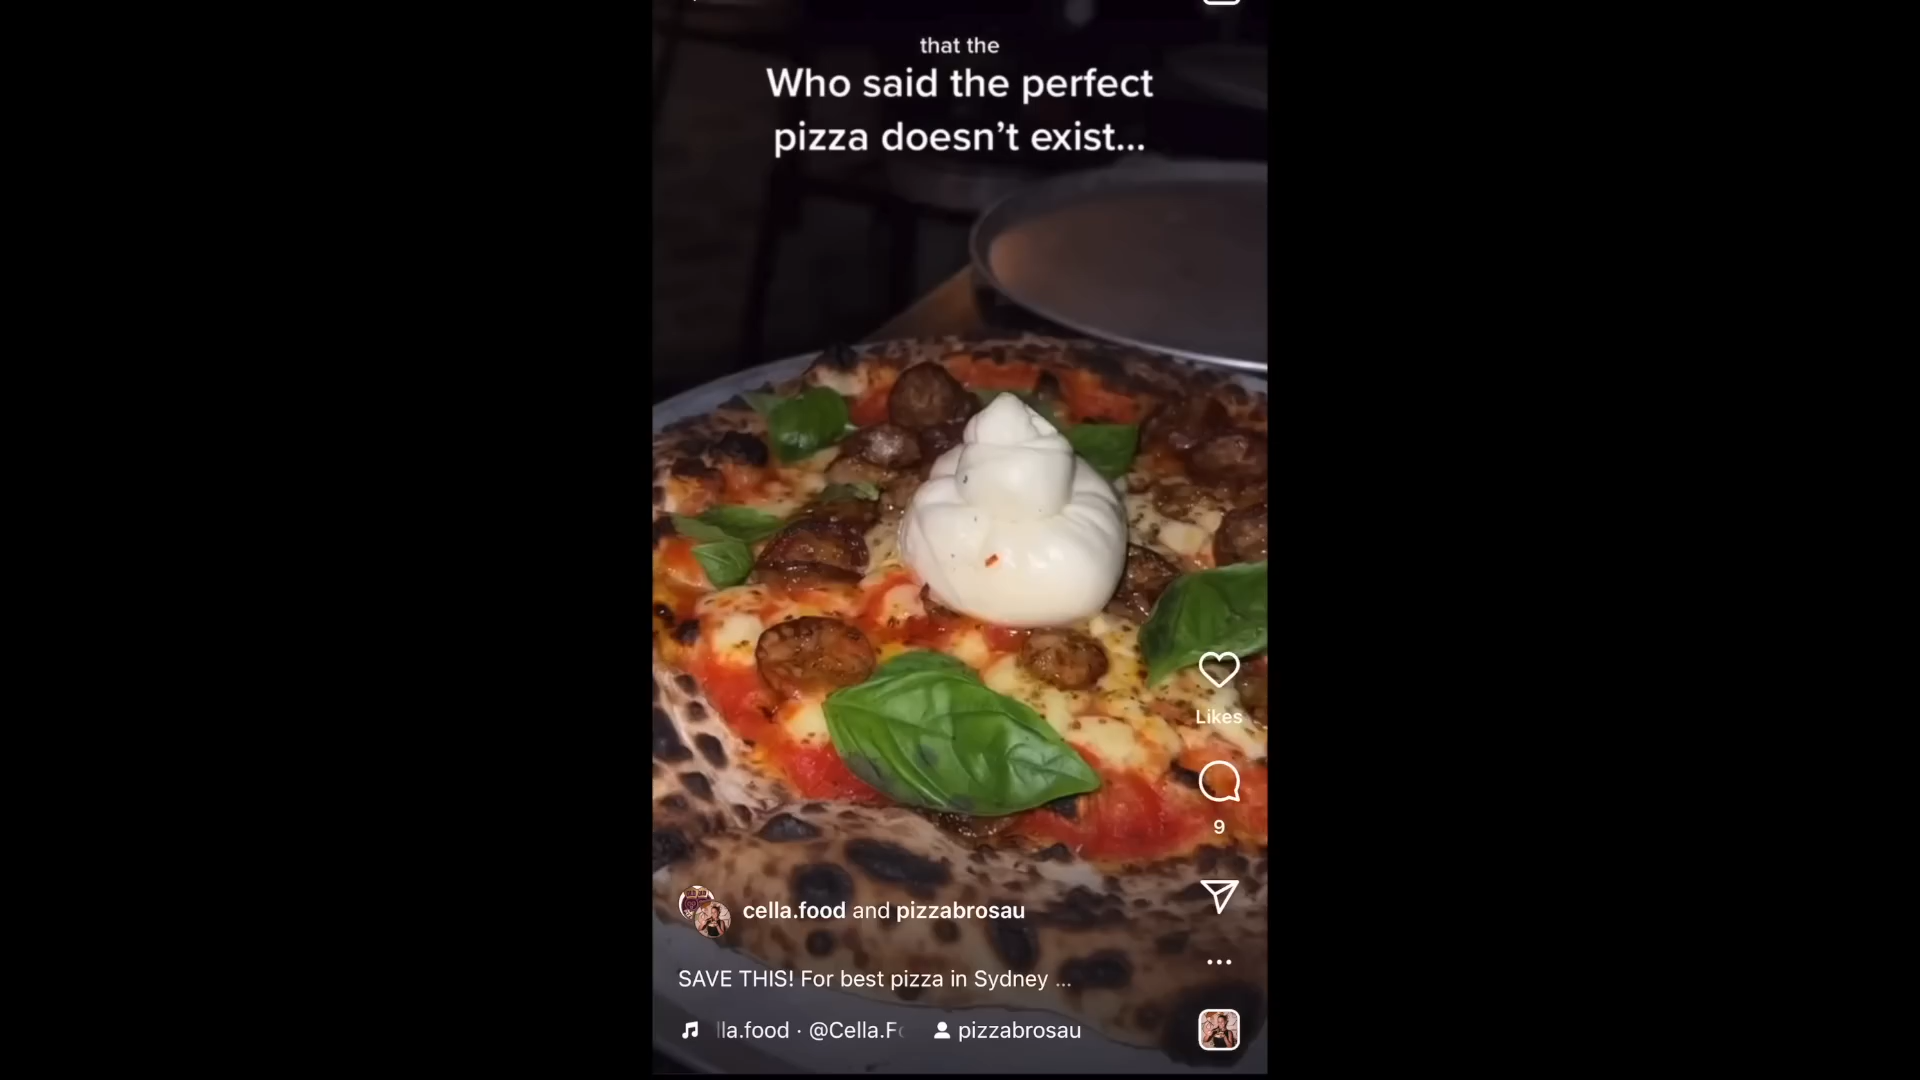 that the
Who said the perfect
pizza doesn’t exist...
Likes
9
cella.food and pizzabrosau
SAVE THIS! For best pizza in Sydney ...
lla.food · @Cella.Fo
pizzabrosau